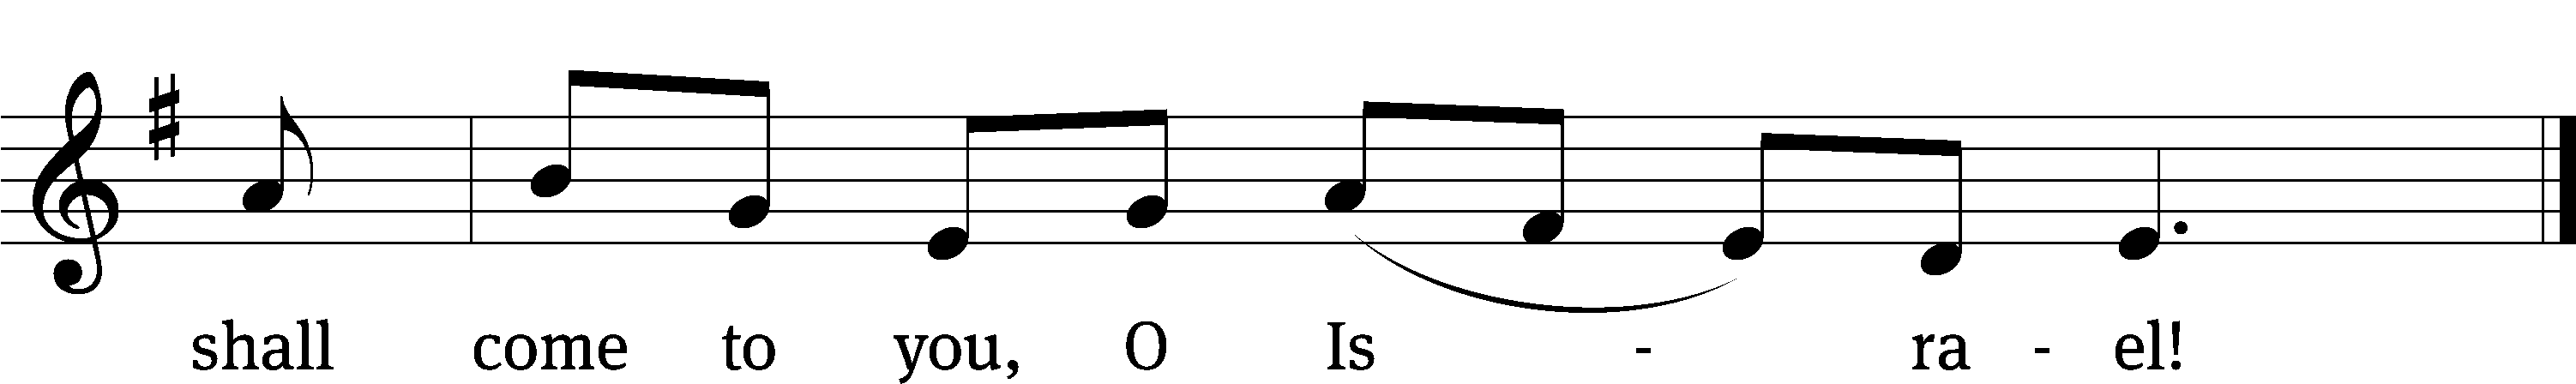 shall come to you, O Is - ra - el!